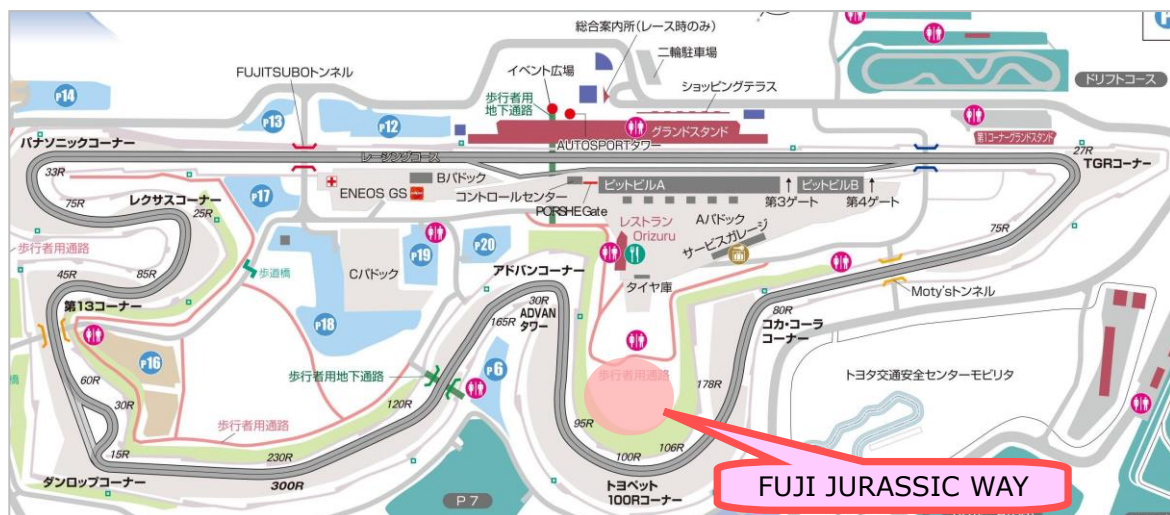 総合案内所(レース時のみ)
二輪駐車場
イベント広場
ショッピングテラス
FUJITSUBOトンネル
歩行者用
地下通路
ドリフトコース
P14
P13
P12
グランドスタンド
AUTOSPORTタワー
第1コーナーグランドスタンド
パナソニックコーナー
レーシングコース
27R
TGRコーナー
33R
Bパドック
ENEOS GS
コントロールセンター
PORSHE Gate
ピットビルA
ピットビルB
第3ゲート
第4ゲート
75R
レクサスコーナー
25R
P17
レストラン
Orizuru
Aパドック
サービスガレージ
75R
歩行者用通路
P19
P20
Cパドック
アドバンコーナー
タイヤ庫
45R
85R
歩道橋
第13コーナー
30R
ADVAN
タワー
165R
80R
コカ・コーラ
コーナー
Moty'sトンネル
P18
P16
P6
歩行者用地下通路
歩行者用通路
178R
トヨタ交通安全センターモビリタ
橋
60R
30R
120R
歩行者用通路
95R
15R
230R
100R
106R
ダンロップコーナー
300R
P7
トヨペット
100Rコーナー
FUJI JURASSIC WAY